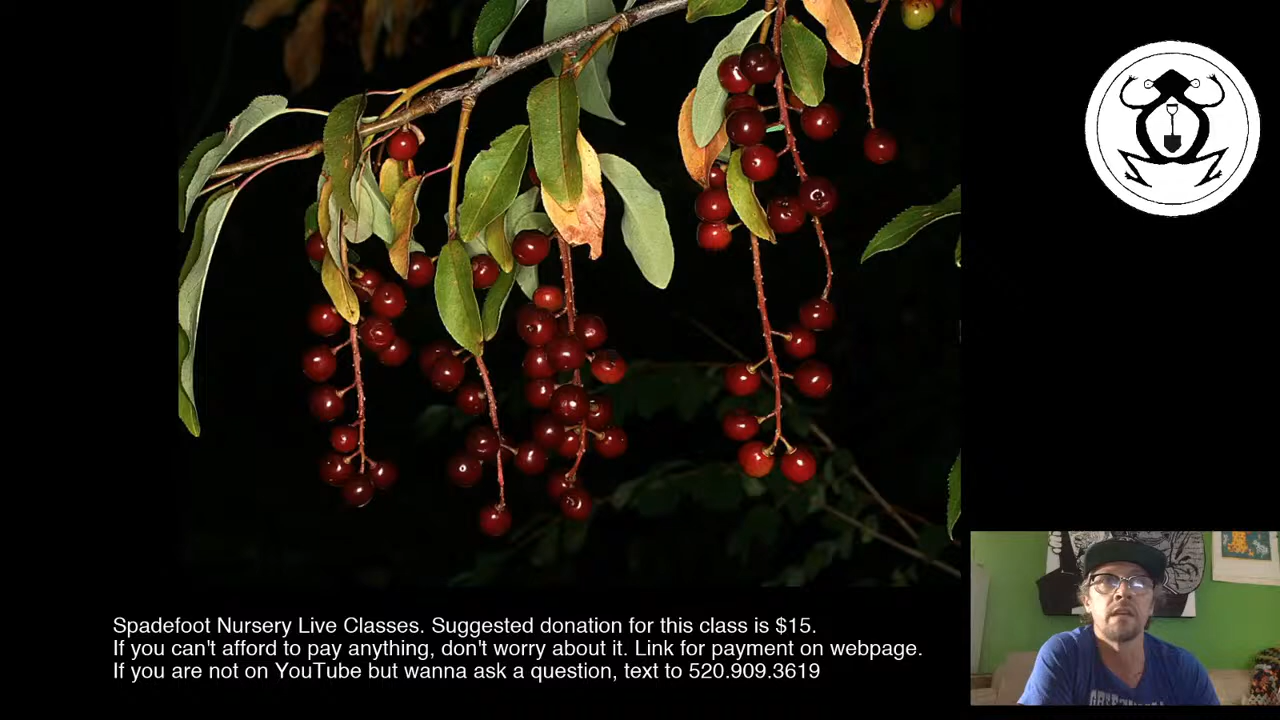 Spadefoot Nursery Live Classes. Suggested donation for this class is $15.
If you can't afford to pay anything, don't worry about it. Link for payment on webpage.
If you are not on YouTube but wanna ask a question, text to 520.909.3619